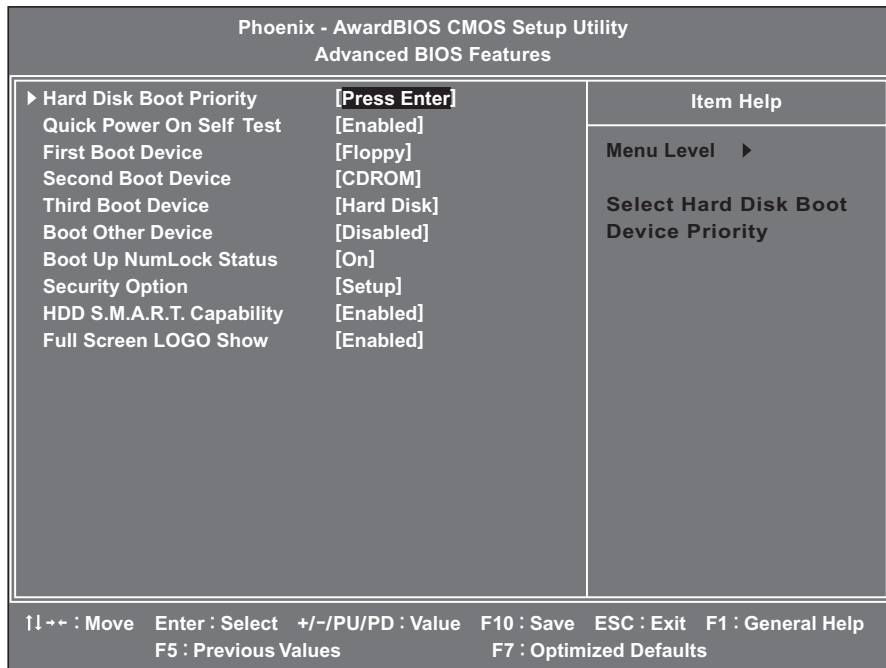 Phoenix - AwardBIOS CMOS Setup Utility
Advanced BIOS Features
Hard Disk Boot Priority [Press Enter]
Quick Power On Self Test [Enabled]
First Boot Device [Floppy]
Second Boot Device [CDROM]
Third Boot Device [Hard Disk]
Boot Other Device [Disabled]
Boot Up NumLock Status [On]
Security Option [Setup]
HDD S.M.A.R.T. Capability [Enabled]
Full Screen LOGO Show [Enabled]
Item Help
Menu Level
Select Hard Disk Boot
Device Priority
↑↓→← : Move Enter : Select +/-/PU/PD : Value F10 : Save ESC : Exit F1 : General Help
F5 : Previous Values F7 : Optimized Defaults